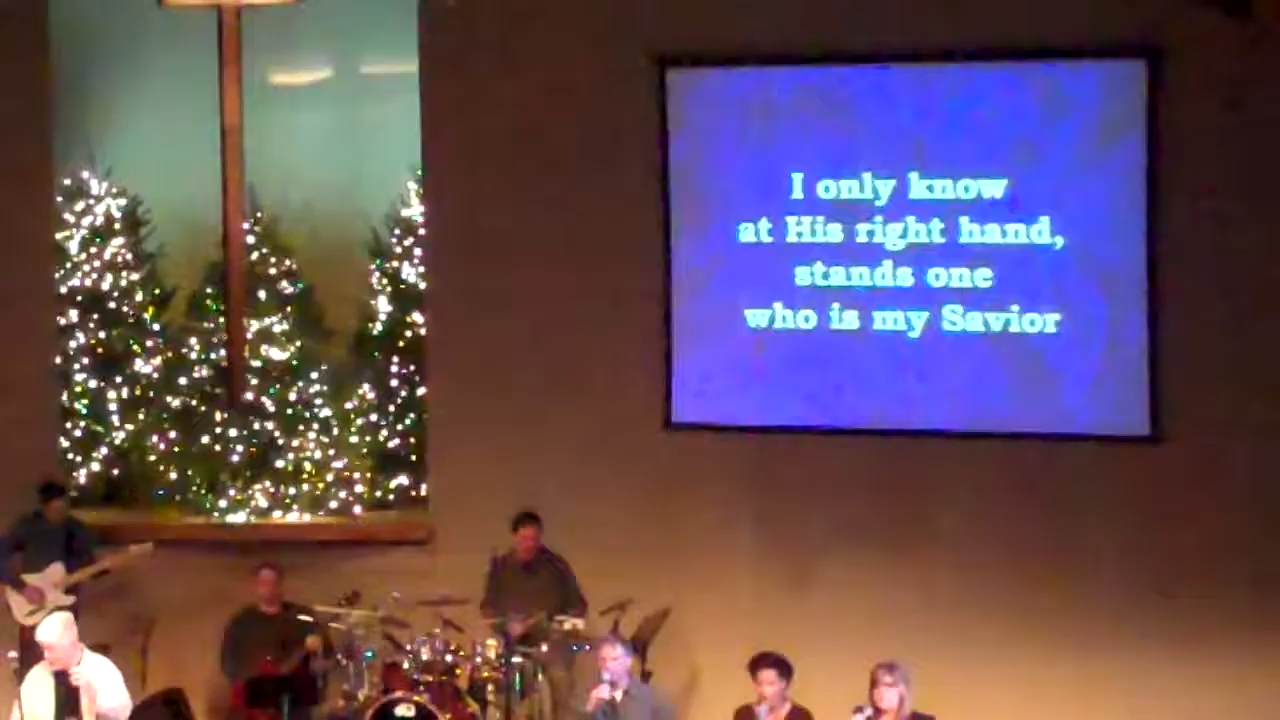 I only know
at His right hand,
stands one
who is my Savior